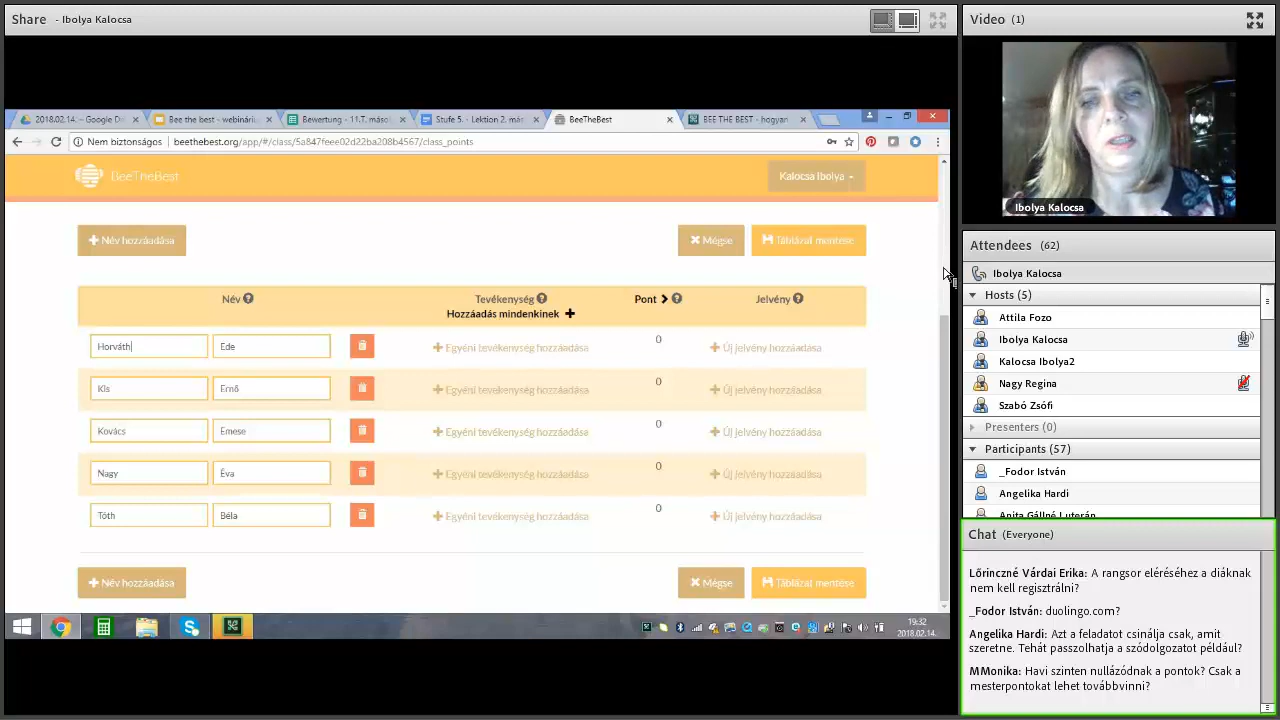 Share - Ibolya Kalocsa
2018.02.14. – Google D
Bee the best - webinári
Bewertung - 11.T. máso
Stufe 5. - Lektion 2. má
BeeTheBest
BEE THE BEST - hogyan
Nem biztonságos
beethebest.org/app/#/class/5a847feee02d22ba208b4567/class_points
BeeTheBest
Kalocsa Ibolya
Név hozzáadása
Mégse
Táblázat mentése
Név
Tevékenység
Hozzáadás mindenkinek
Pont
Jelvény
Horváth
Ede
Egyéni tevékenység hozzáadása
0
Új jelvény hozzáadása
Kis
Ernő
Egyéni tevékenység hozzáadása
0
Új jelvény hozzáadása
Kovács
Emese
Egyéni tevékenység hozzáadása
0
Új jelvény hozzáadása
Nagy
Éva
Egyéni tevékenység hozzáadása
0
Új jelvény hozzáadása
Tóth
Béla
Egyéni tevékenység hozzáadása
0
Új jelvény hozzáadása
Név hozzáadása
Mégse
Táblázat mentése
19:32
2018.02.14.
Video (1)
Ibolya Kalocsa
Attendees (62)
Ibolya Kalocsa
Hosts (5)
Attila Fozo
Ibolya Kalocsa
Kalocsa Ibolya2
Nagy Regina
Szabó Zsófi
Presenters (0)
Participants (57)
_Fodor István
Angelika Hardi
Anita Gállné Luterán
Chat (Everyone)
Lőrinczné Várdai Erika: A rangsor eléréséhez a diáknak
nem kell regisztrálni?
_Fodor István: duolingo.com?
Angelika Hardi: Azt a feladatot csinálja csak, amit
szeretne. Tehát passzolhatja a szódolgozatot például?
MMonika: Havi szinten nullázódnak a pontok? Csak a
mesterpontokat lehet továbbvinni?